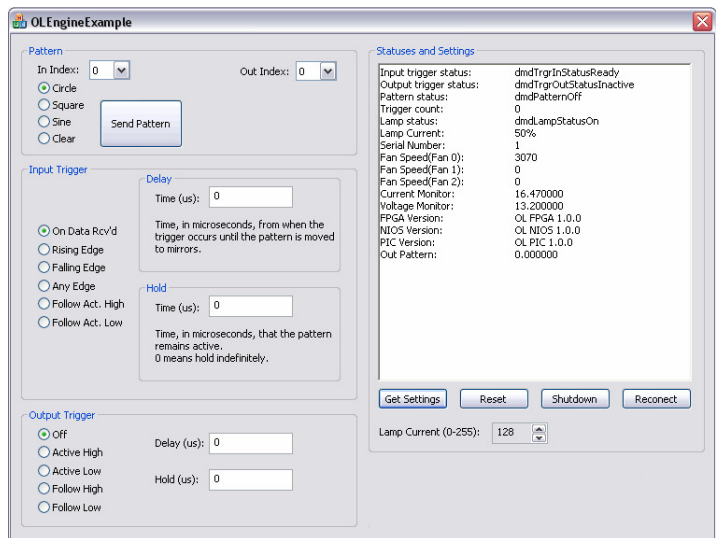 OLEngineExample
Pattern
In Index: 0
Out Index: 0
Circle
Square
Sine
Clear
Send Pattern
Input Trigger
On Data Rcv'd
Rising Edge
Falling Edge
Any Edge
Follow Act. High
Follow Act. Low
Delay
Time (us): 0
Time, in microseconds, from when the
trigger occurs until the pattern is moved
to mirrors.
Hold
Time (us): 0
Time, in microseconds, that the pattern
remains active.
0 means hold indefinitely.
Output Trigger
Off
Active High
Active Low
Follow High
Follow Low
Delay (us): 0
Hold (us): 0
Statuses and Settings
Input trigger status: dmdTrgrInStatusReady
Output trigger status: dmdTrgrOutStatusInactive
Pattern status: dmdPatternOff
Trigger count: 0
Lamp status: dmdLampStatusOn
Lamp Current: 50%
Serial Number: 1
Fan Speed(Fan 0): 3070
Fan Speed(Fan 1): 0
Fan Speed(Fan 2): 0
Current Monitor: 16.470000
Voltage Monitor: 13.200000
FPGA Version: OL FPGA 1.0.0
NIOS Version: OL NIOS 1.0.0
PIC Version: OL PIC 1.0.0
Out Pattern: 0.000000
Get Settings
Reset
Shutdown
Reconect
Lamp Current (0-255): 128